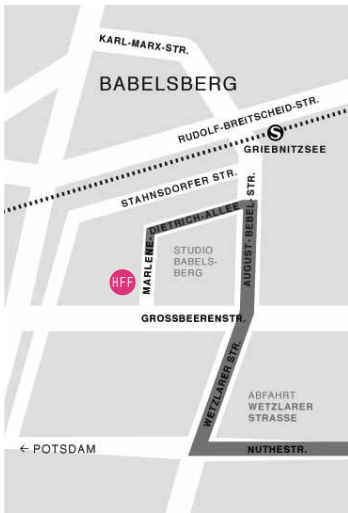 KARL-MARX-STR.
BABELSBERG
RUDOLF-BREITSCHEID-STR.
S
GRIEBNITZSEE
STAHNSDORFER STR.
MARLENE-DIETRICH-ALLEE
AUGUST-BEBEL-STR.
STUDIO
BABELS-
BERG
HFF
GROSSBEERENSTR.
WETZLARER STR.
ABFAHRT
WETZLARER
STRASSE
← POTSDAM
NUTHESTR.